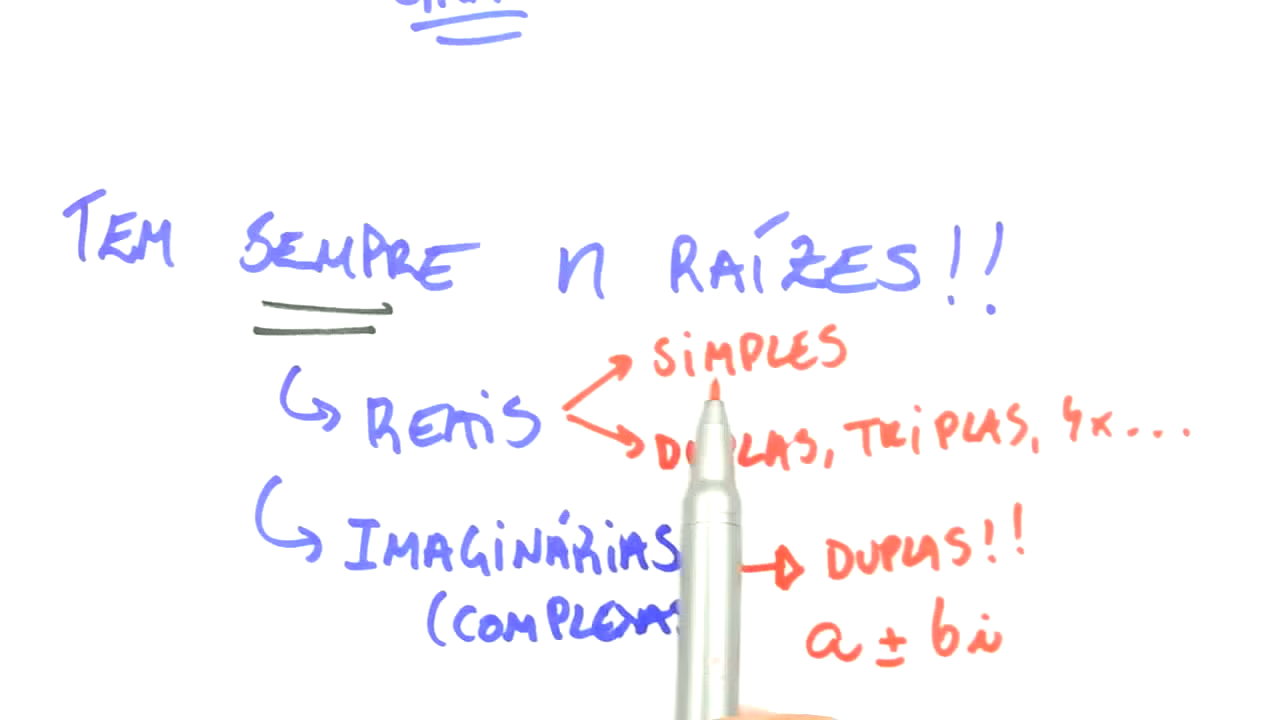 TEM SEMPRE n RAÍZES!!
SiMPLES
REAiS
DUPLAS, TRiPLAS, 4x...
IMAGiNÁRiAS DUPLAS!!
(COMPLEXAS
a ± bi